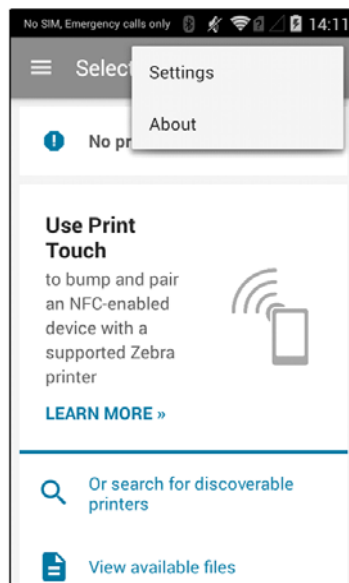 No SIM, Emergency calls only 14:11
Select
Settings
About
No pr
Use Print
Touch
to bump and pair
an NFC-enabled
device with a
supported Zebra
printer
LEARN MORE »
Or search for discoverable
printers
View available files